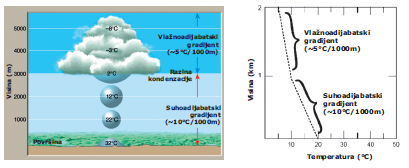 Visina (m)
5000
4000
3000
2000
1000
-8°C
-3°C
2°C
12°C
22°C
32°C
Površina
Vlažnoadijabatski
gradijent
(~5°C/1000m)
Razina
kondenzacije
Suhoadijabatski
gradijent
(~10°C/1000m)
Visina (km)
2
1
0
10
20
30
40
50
Vlažnoadijabatski
gradijent
(~5°C/1000m)
Suhoadijabatski
gradijent
(~10°C/1000m)
Temperatura (°C)